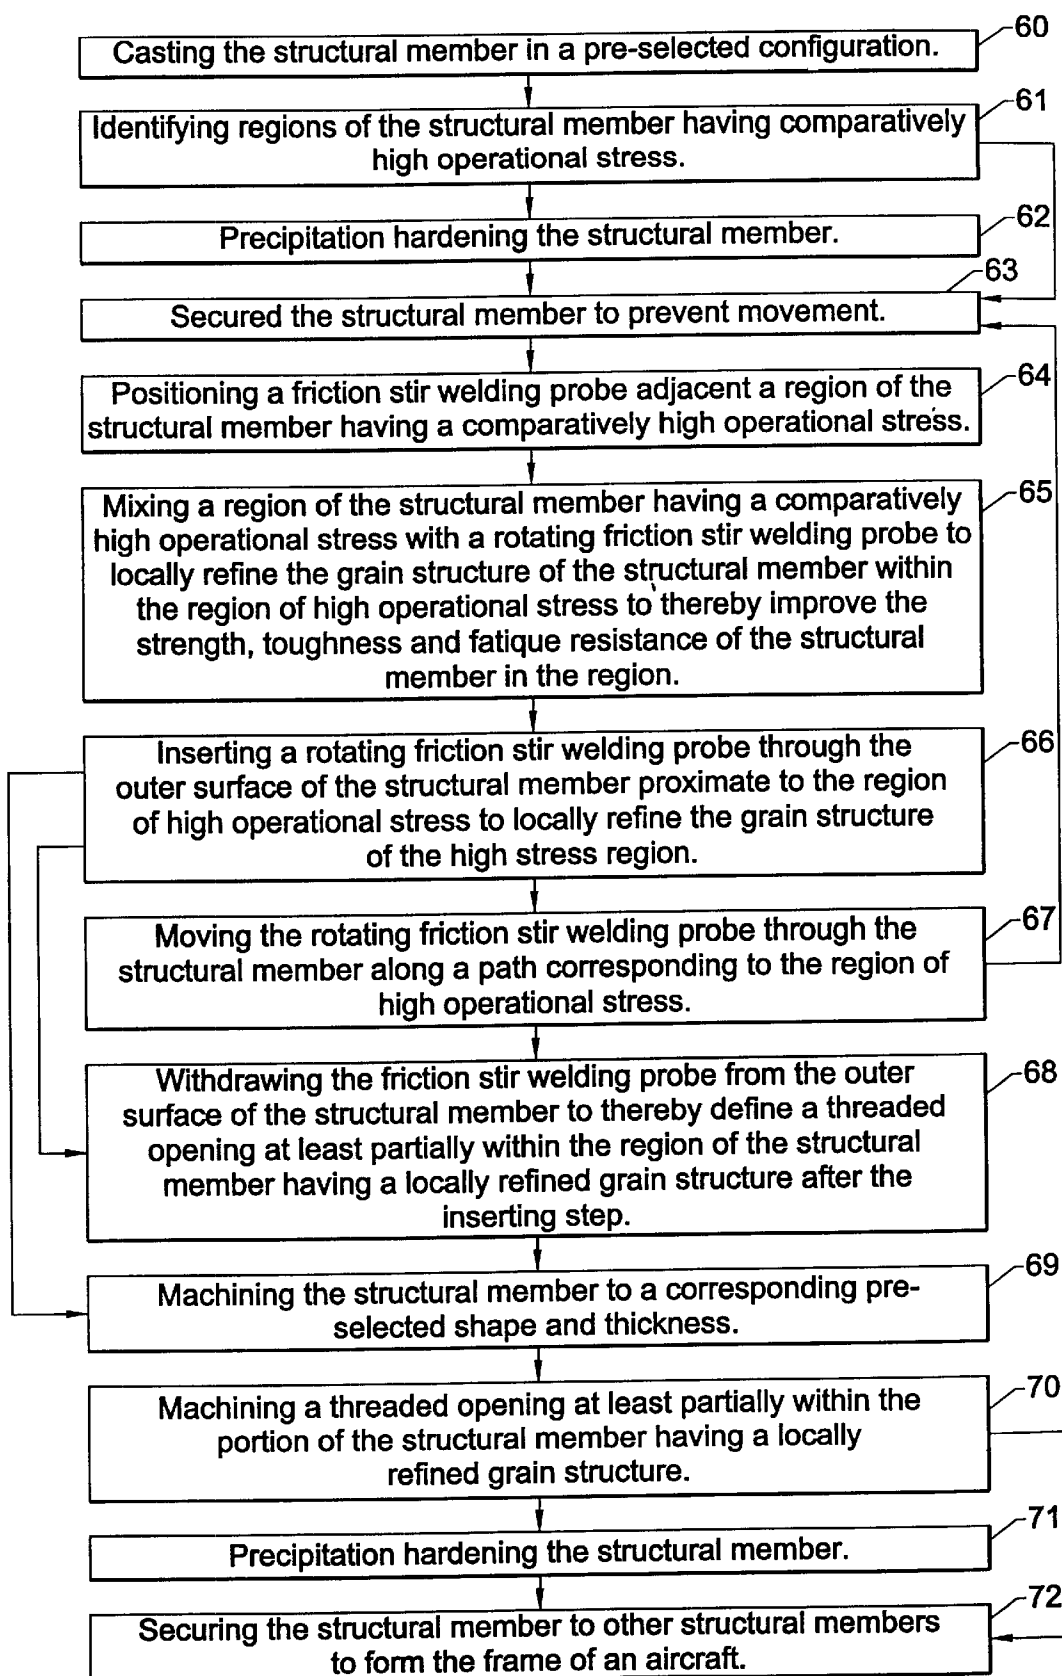 Casting the structural member in a pre-selected configuration.
60
Identifying regions of the structural member having comparatively
high operational stress.
61
Precipitation hardening the structural member.
62
Secured the structural member to prevent movement.
63
Positioning a friction stir welding probe adjacent a region of the
structural member having a comparatively high operational stress.
64
Mixing a region of the structural member having a comparatively
high operational stress with a rotating friction stir welding probe to
locally refine the grain structure of the structural member within
the region of high operational stress to thereby improve the
strength, toughness and fatique resistance of the structural
member in the region.
65
Inserting a rotating friction stir welding probe through the
outer surface of the structural member proximate to the region
of high operational stress to locally refine the grain structure
of the high stress region.
66
Moving the rotating friction stir welding probe through the
structural member along a path corresponding to the region of
high operational stress.
67
Withdrawing the friction stir welding probe from the outer
surface of the structural member to thereby define a threaded
opening at least partially within the region of the structural
member having a locally refined grain structure after the
inserting step.
68
Machining the structural member to a corresponding pre-
selected shape and thickness.
69
Machining a threaded opening at least partially within the
portion of the structural member having a locally
refined grain structure.
70
Precipitation hardening the structural member.
71
Securing the structural member to other structural members
to form the frame of an aircraft.
72